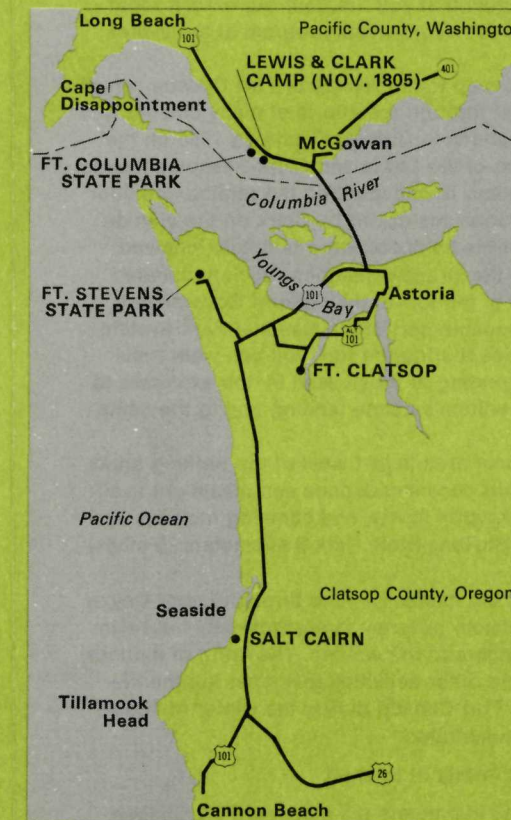 Long Beach
Pacific County, Washingto
101
LEWIS & CLARK
CAMP (NOV. 1805)
401
Cape
Disappointment
McGowan
FT. COLUMBIA
STATE PARK
Columbia River
Youngs Bay
FT. STEVENS
STATE PARK
101
Astoria
ALT
101
FT. CLATSOP
Pacific Ocean
Clatsop County, Oregon
Seaside
SALT CAIRN
Tillamook
Head
101
26
Cannon Beach